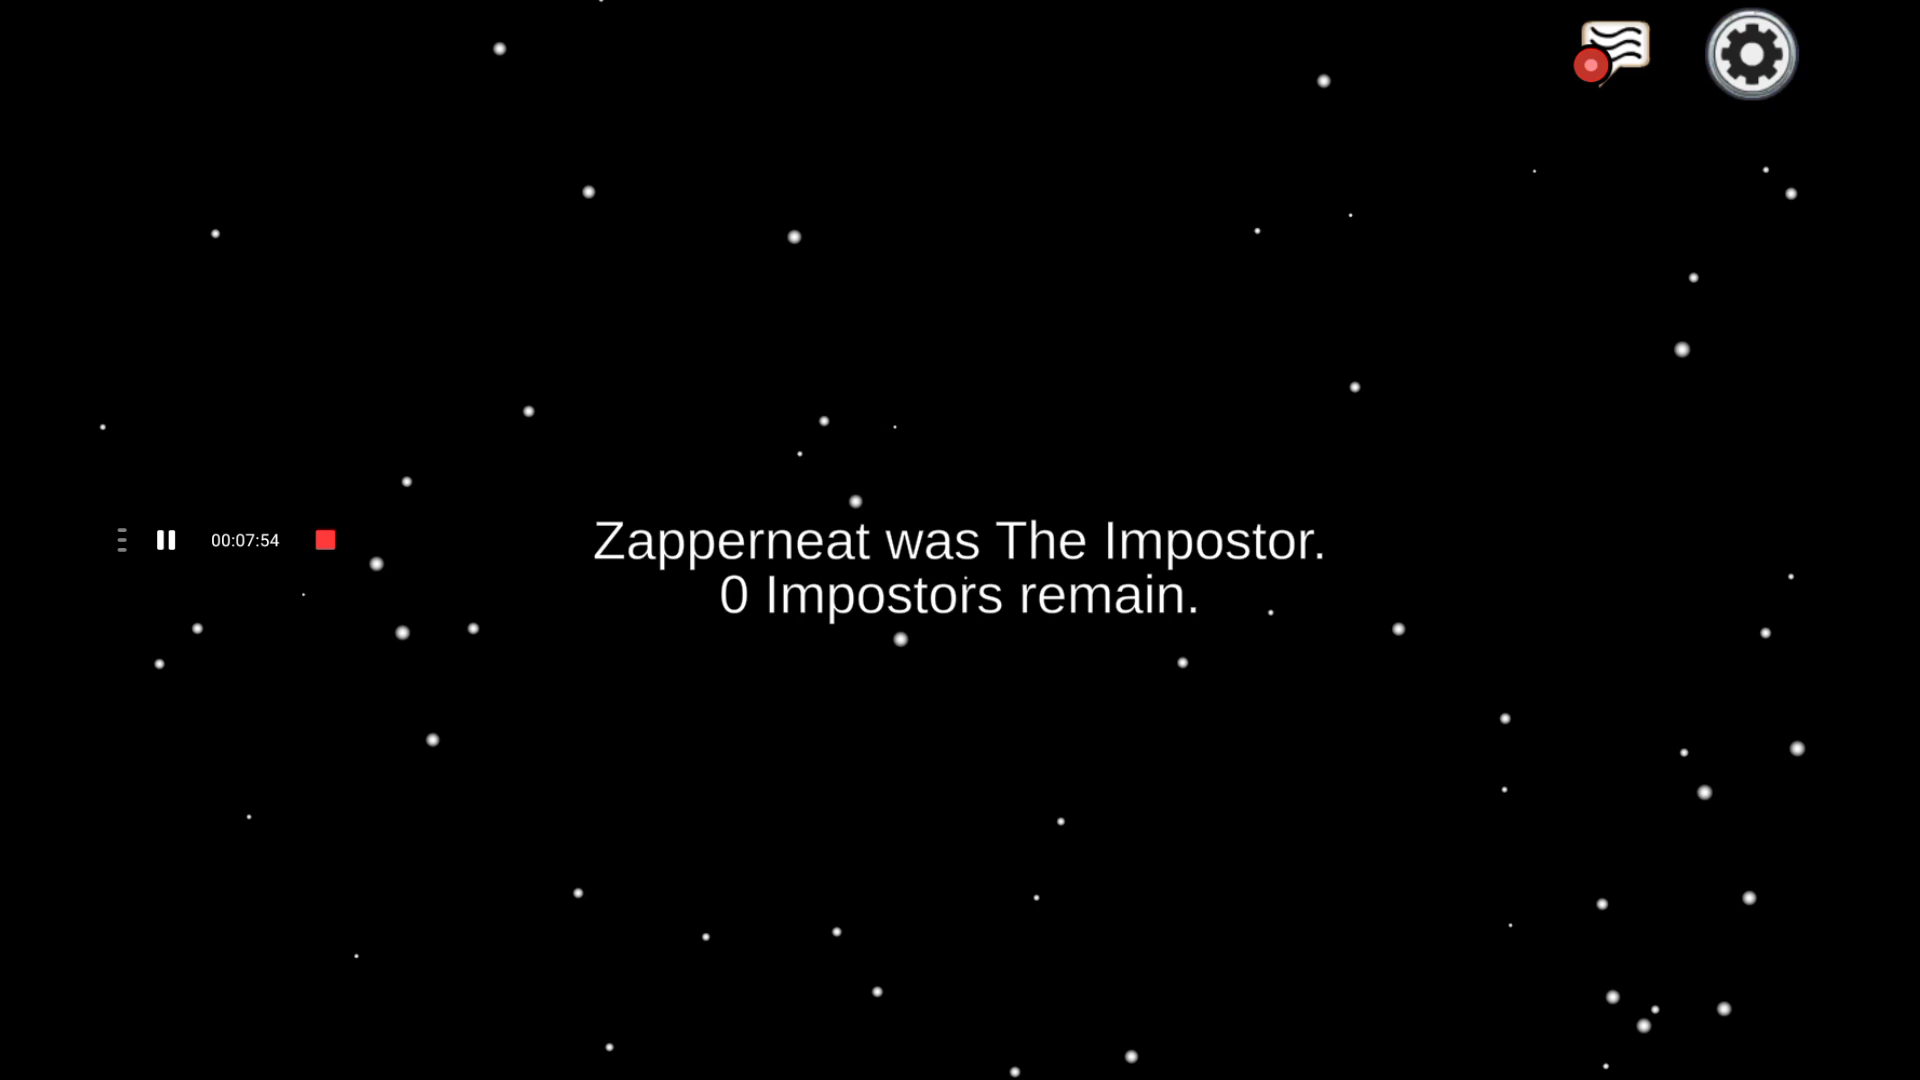 00:07:54
Zapperneat was The Impostor.
0 Impostors remain.